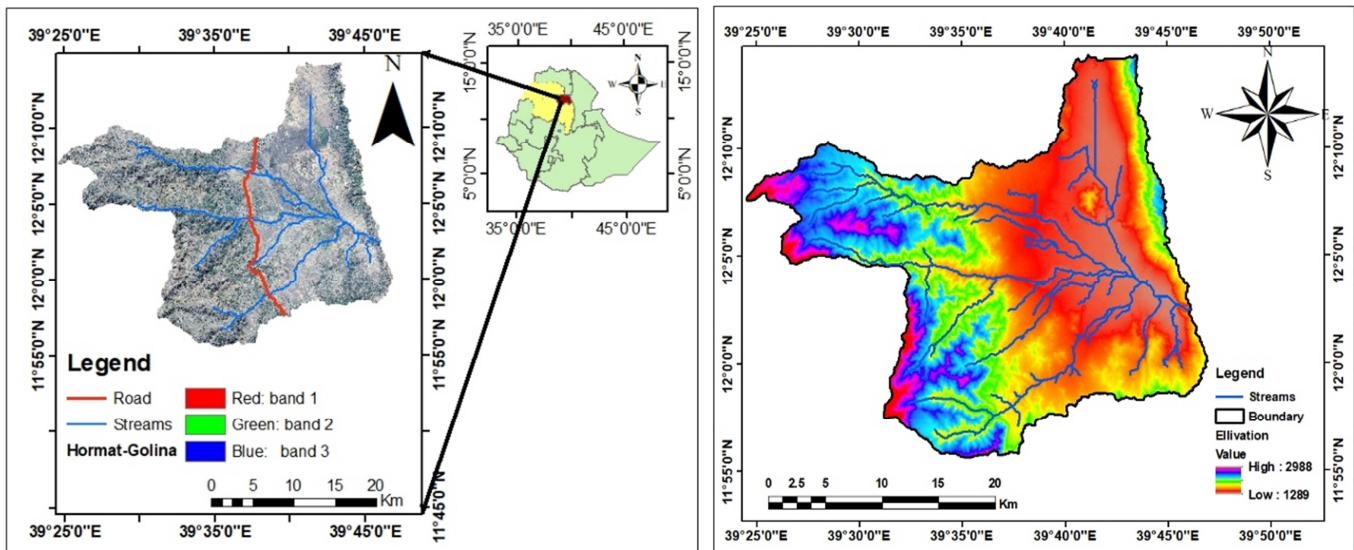 39°25'0"E 39°35'0"E 39°45'0"E
35°0'0"E 45°0'0"E
N
12°10'0"N 12°5'0"N 12°0'0"N 11°55'0"N
12°10'0"N 12°5'0"N 12°0'0"N 11°55'0"N 11°45'0"N
Legend
Road
Streams
Hormat-Golina
Red: band 1
Green: band 2
Blue: band 3
0 5 10 15 20
Km
39°25'0"E 39°35'0"E 39°45'0"E
15°0'0"N 5°0'0"N
15°0'0"N 5°0'0"N
N
W E
S
35°0'0"E 45°0'0"E
39°25'0"E 39°30'0"E 39°35'0"E 39°40'0"E 39°45'0"E 39°50'0"E
N
W E
S
12°10'0"N 12°5'0"N 12°0'0"N 11°55'0"N
12°10'0"N 12°5'0"N 12°0'0"N 11°55'0"N
Legend
Streams
Boundary
Ellivation
Value
High : 2988
Low : 1289
0 2.5 5 10 15 20
Km
39°25'0"E 39°30'0"E 39°35'0"E 39°40'0"E 39°45'0"E 39°50'0"E